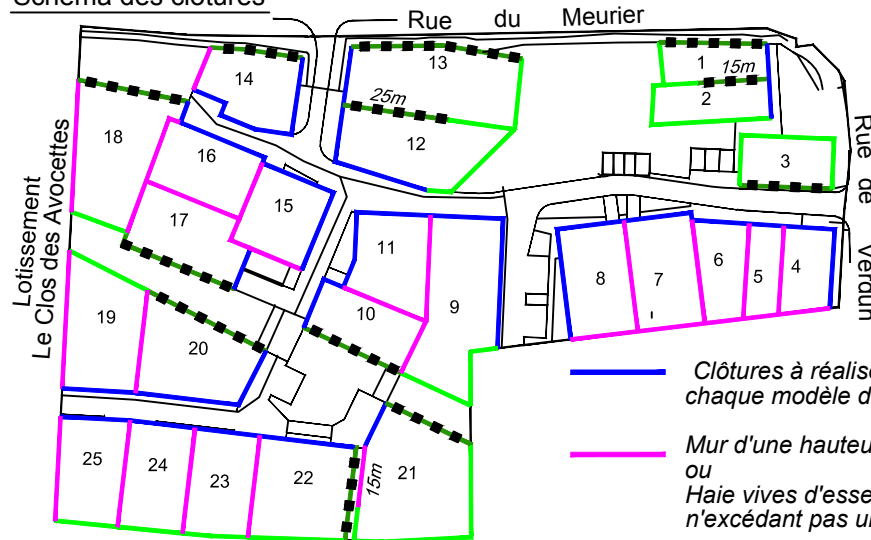 Schéma des clôtures
Rue du Meurier
14
13
1
15m
25m
2
12
18
16
3
Rue de Verdun
Lotissement
Le Clos des Avocettes
15
17
11
6
8
7
5
4
9
10
19
20
Clôtures à réalise
chaque modèle d
Mur d'une hauteu
ou
Haie vives d'esse
n'excédant pas u
25
24
23
22
15m
21